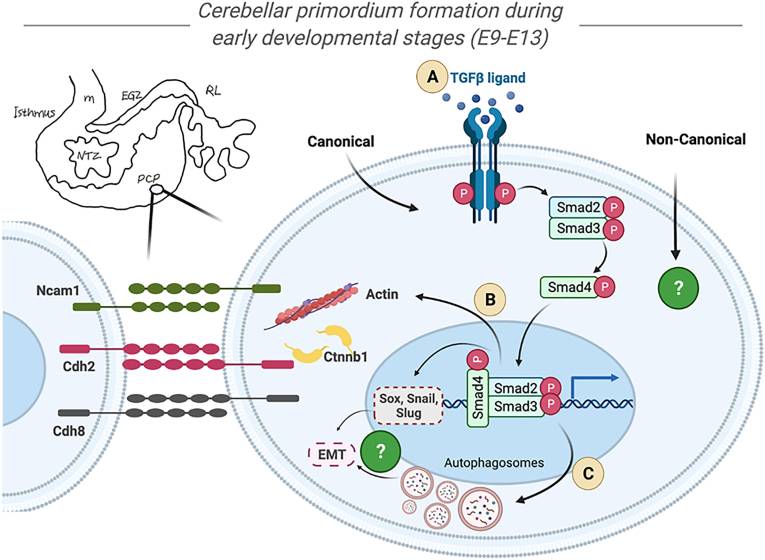 Cerebellar primordium formation during
early developmental stages (E9-E13)
A
TGFβ ligand
m
EGZ
RL
Isthmus
NTZ
PCP
Canonical
Non-Canonical
P
P
Smad2
P
Smad3
P
Smad4
P
?
Ncam1
Actin
B
Ctnnb1
Cdh2
Cdh8
P
Smad4
Smad2
P
Smad3
P
Sox, Snail,
Slug
EMT
?
Autophagosomes
C